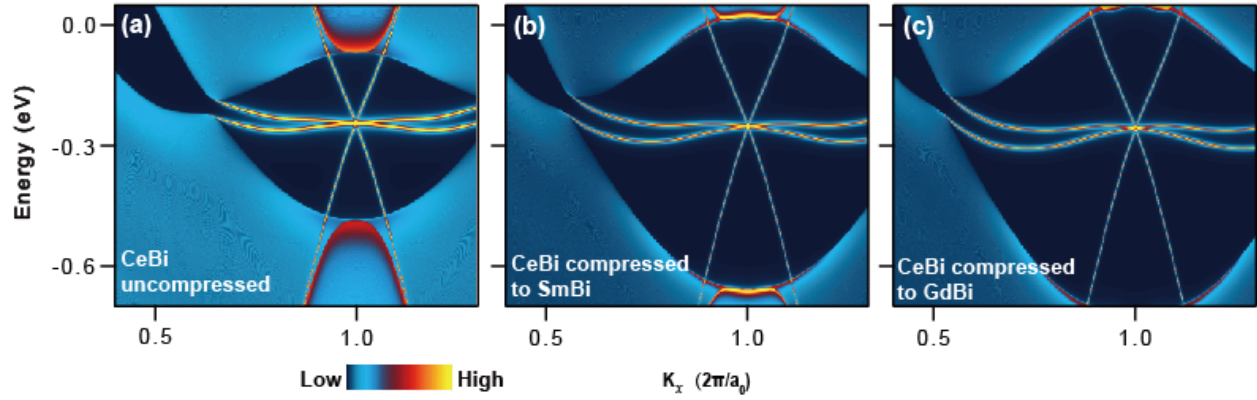 (a)
(b)
(c)
0.0
-0.3
-0.6
Energy (eV)
CeBi
uncompressed
CeBi compressed
to SmBi
CeBi compressed
to GdBi
0.5
1.0
0.5
1.0
0.5
1.0
Low
High
Kx (2π/a0)